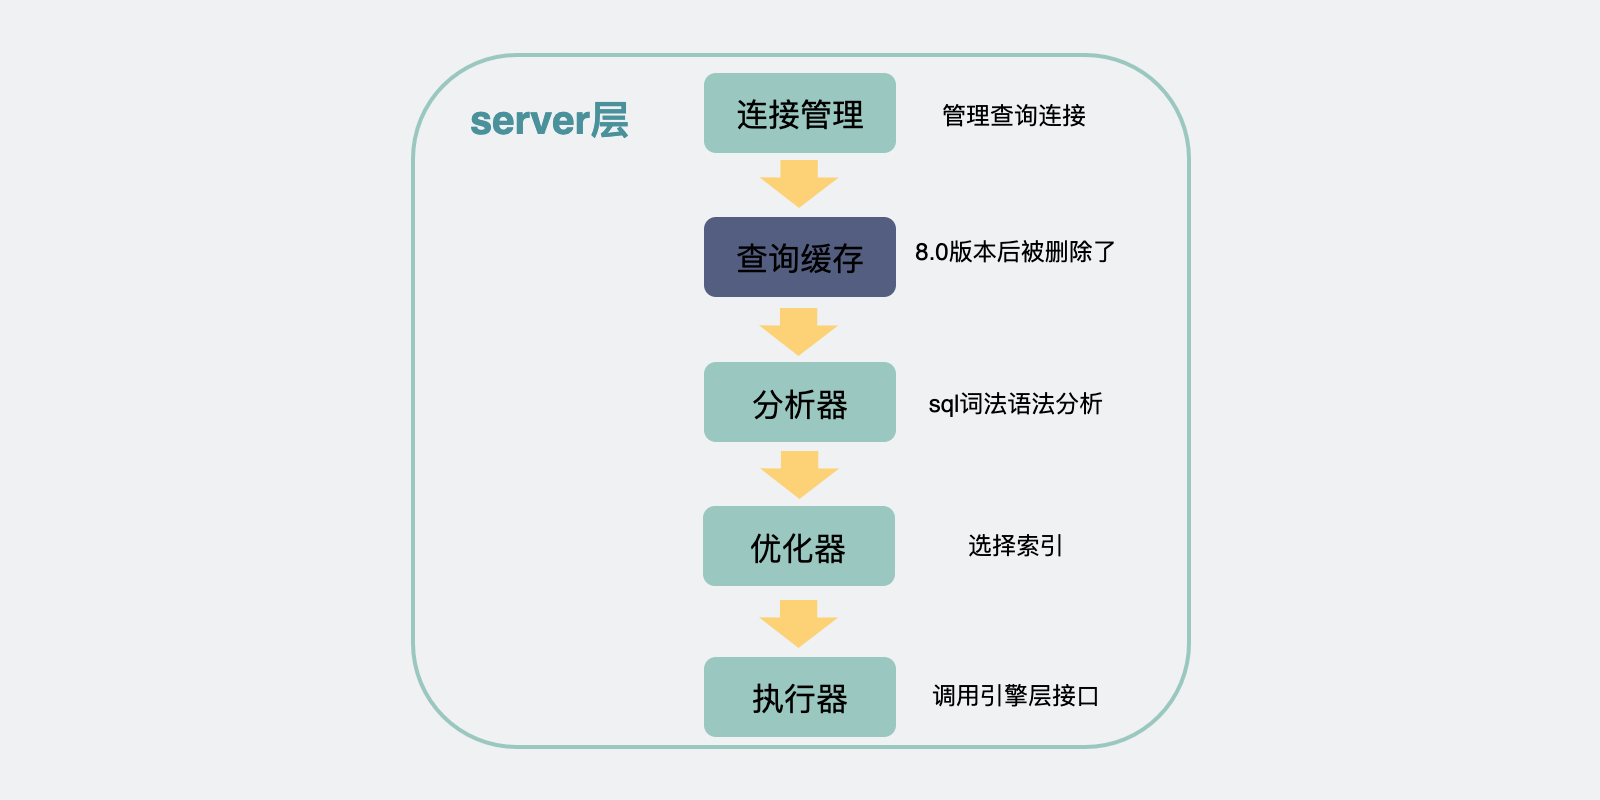 server层
连接管理
管理查询连接
查询缓存
8.0版本后被删除了
分析器
sql词法语法分析
优化器
选择索引
执行器
调用引擎层接口